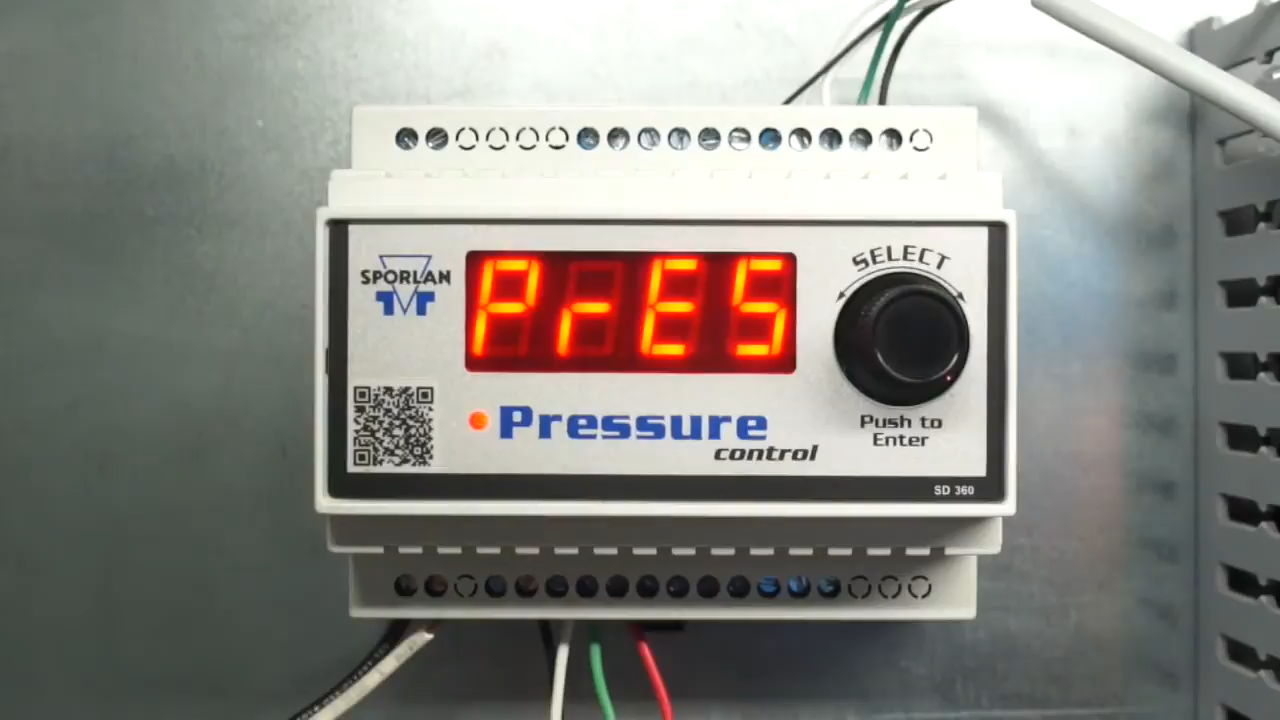 SELECT
SPORLAN
PrES
Pressure
control
Push to
Enter
SD 360